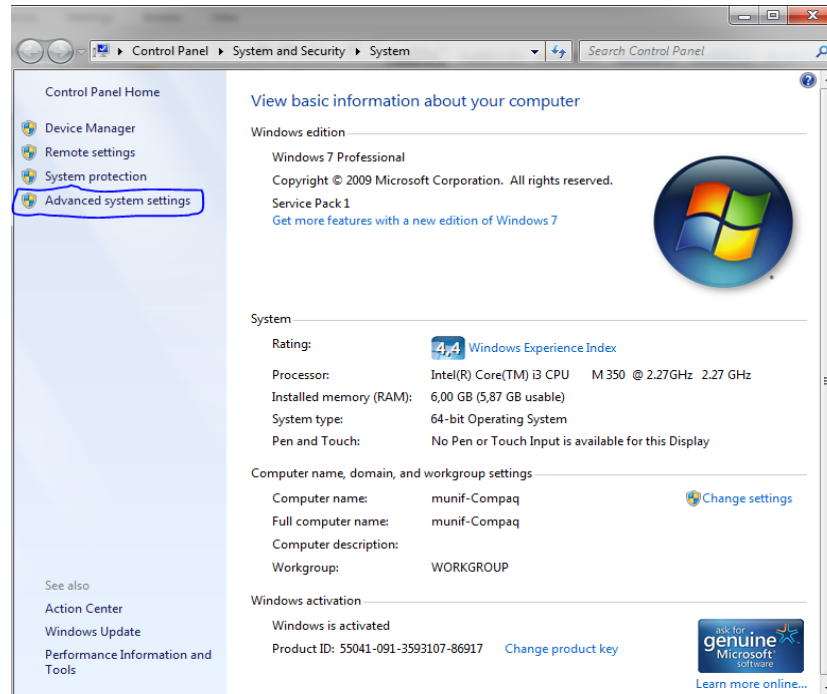 Control Panel ▸ System and Security ▸ System
Search Control Panel
Control Panel Home
Device Manager
Remote settings
System protection
Advanced system settings
See also
Action Center
Windows Update
Performance Information and
Tools
View basic information about your computer
Windows edition
Windows 7 Professional
Copyright © 2009 Microsoft Corporation. All rights reserved.
Service Pack 1
Get more features with a new edition of Windows 7
System
Rating: 4,4 Windows Experience Index
Processor: Intel(R) Core(TM) i3 CPU M 350 @ 2.27GHz 2.27 GHz
Installed memory (RAM): 6,00 GB (5,87 GB usable)
System type: 64-bit Operating System
Pen and Touch: No Pen or Touch Input is available for this Display
Computer name, domain, and workgroup settings
Computer name: munif-Compaq Change settings
Full computer name: munif-Compaq
Computer description:
Workgroup: WORKGROUP
Windows activation
Windows is activated
Product ID: 55041-091-3593107-86917 Change product key
ask for
genuine
Microsoft
software
Learn more online...